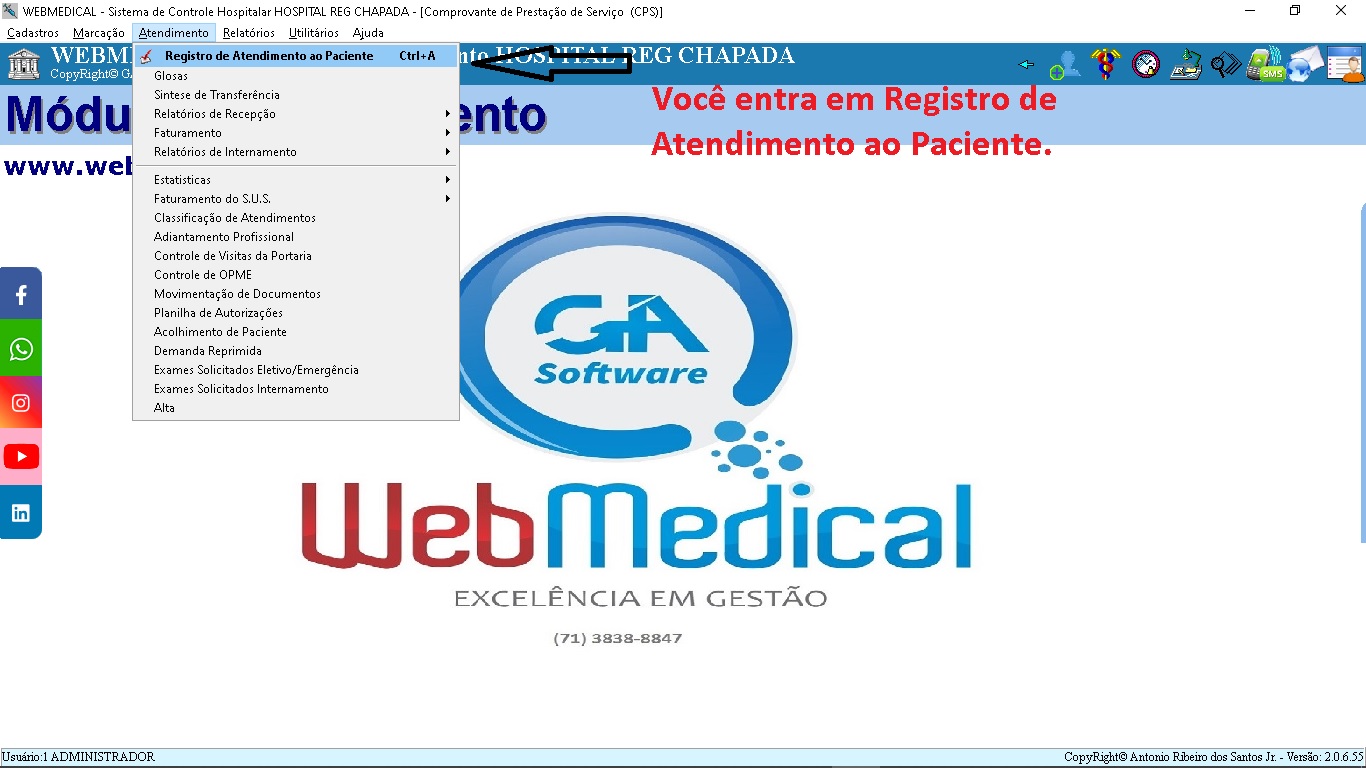 WEBMEDICAL - Sistema de Controle Hospitalar HOSPITAL REG CHAPADA - [Comprovante de Prestação de Serviço (CPS)]
Cadastros Marcação Atendimento Relatórios Utilitários Ajuda
WEBM nto HOSPITAL REG CHAPADA
CopyRight© GA
Registro de Atendimento ao Paciente Ctrl+A
Glosas
Sintese de Transferência
Relatórios de Recepção
Faturamento
Relatórios de Internamento
Estatisticas
Faturamento do S.U.S.
Classificação de Atendimentos
Adiantamento Profissional
Controle de Visitas da Portaria
Controle de OPME
Movimentação de Documentos
Planilha de Autorizações
Acolhimento de Paciente
Demanda Reprimida
Exames Solicitados Eletivo/Emergência
Exames Solicitados Internamento
Alta
SMS
Módu ento
www.web
Você entra em Registro de
Atendimento ao Paciente.
GA
Software
WebMedical
EXCELÊNCIA EM GESTÃO
(71) 3838-8847
Usuário:1 ADMINISTRADOR
CopyRight© Antonio Ribeiro dos Santos Jr. - Versão: 2.0.6.55